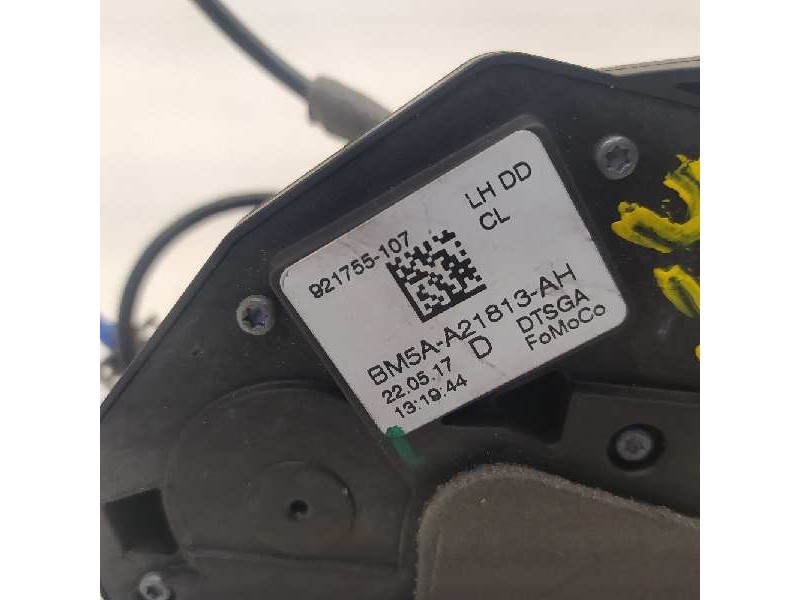 921755-107
LH DD
CL
BM5A-A21813-AH
22.05.17 D DTSGA
13:19:44 FoMoCo